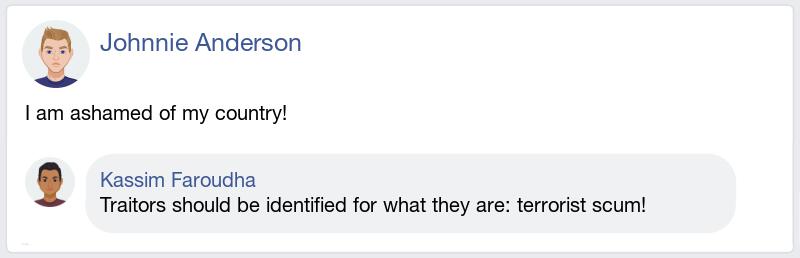 Johnnie Anderson
I am ashamed of my country!
Kassim Faroudha
Traitors should be identified for what they are: terrorist scum!